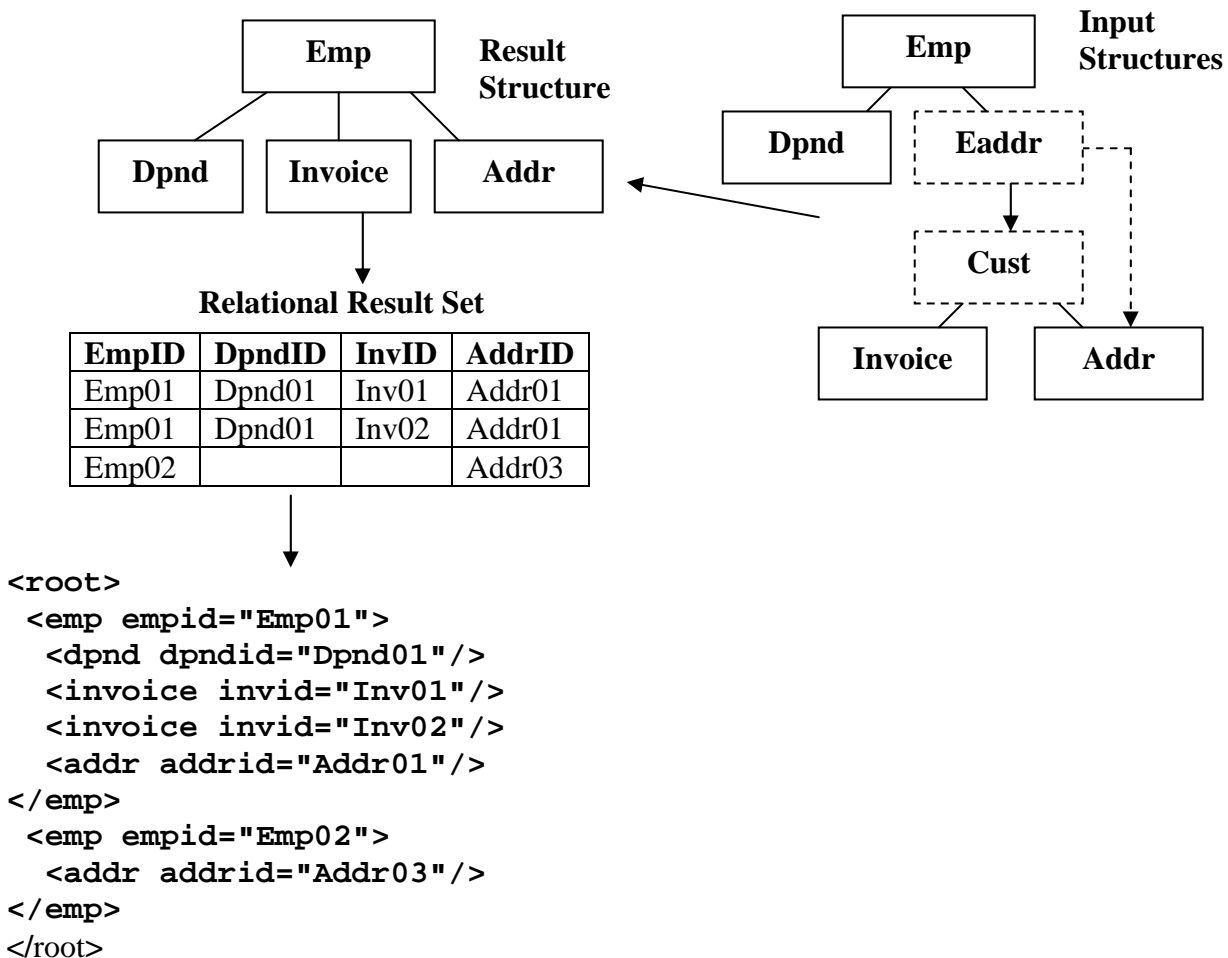 Emp
Result
Structure
Dpnd
Invoice
Addr
Emp
Input
Structures
Dpnd
Eaddr
Cust
Invoice
Addr
Relational Result Set
EmpID DpndID InvID AddrID
Emp01 Dpnd01 Inv01 Addr01
Emp01 Dpnd01 Inv02 Addr01
Emp02 Addr03
<root>
<emp empid="Emp01">
<dpnd dpndid="Dpnd01"/>
<invoice invid="Inv01"/>
<invoice invid="Inv02"/>
<addr addrid="Addr01"/>
</emp>
<emp empid="Emp02">
<addr addrid="Addr03"/>
</emp>
</root>